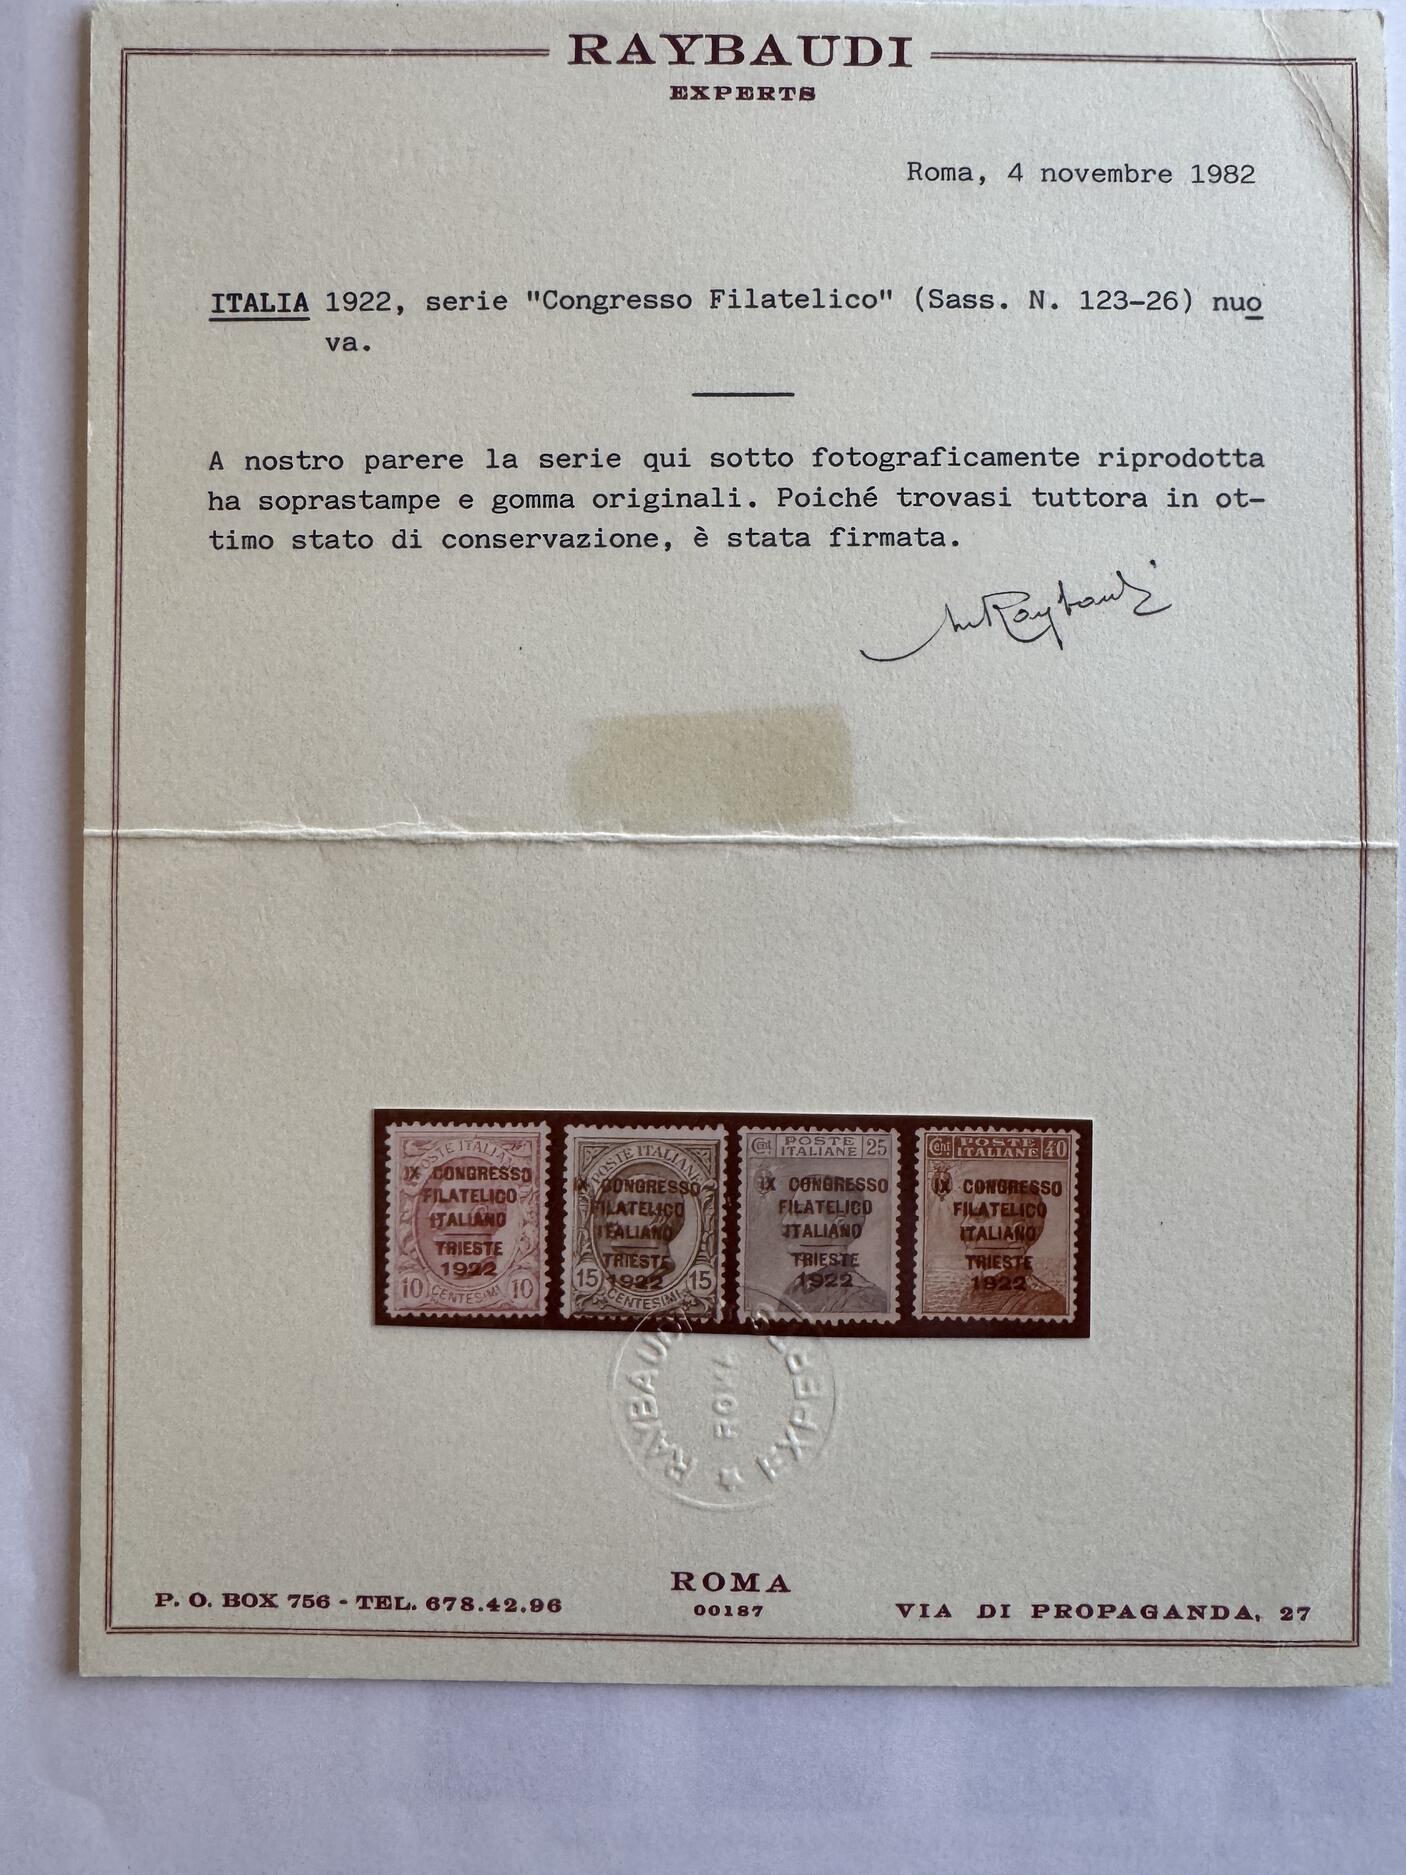 RAYBAUDI
EXPERTS
Roma, 4 novembre 1982
ITALIA 1922, serie "Congresso Filatelico" (Sass. N. 123-26) nuo
va.
A nostro parere la serie qui sotto fotograficamente riprodotta
ha soprastampe e gomma originali. Poiché trovasi tuttora in ot-
timo stato di conservazione, è stata firmata.
Raybaudi
POSTE ITALIANE
IX CONGRESSO
FILATELICO
ITALIANO
TRIESTE
1922
10 CENTESIMI 10
POSTE ITALIANE
IX CONGRESSO
FILATELICO
ITALIANO
TRIESTE
1922
15 CENTESIMI 15
Cent POSTE ITALIANE 25
IX CONGRESSO
FILATELICO
ITALIANO
TRIESTE
1922
Cent POSTE ITALIANE 40
IX CONGRESSO
FILATELICO
ITALIANO
TRIESTE
1922
RAYBAUDI EXPERTS
ROMA
ROMA
00187
P. O. BOX 756 - TEL. 678.42.96
VIA DI PROPAGANDA, 27